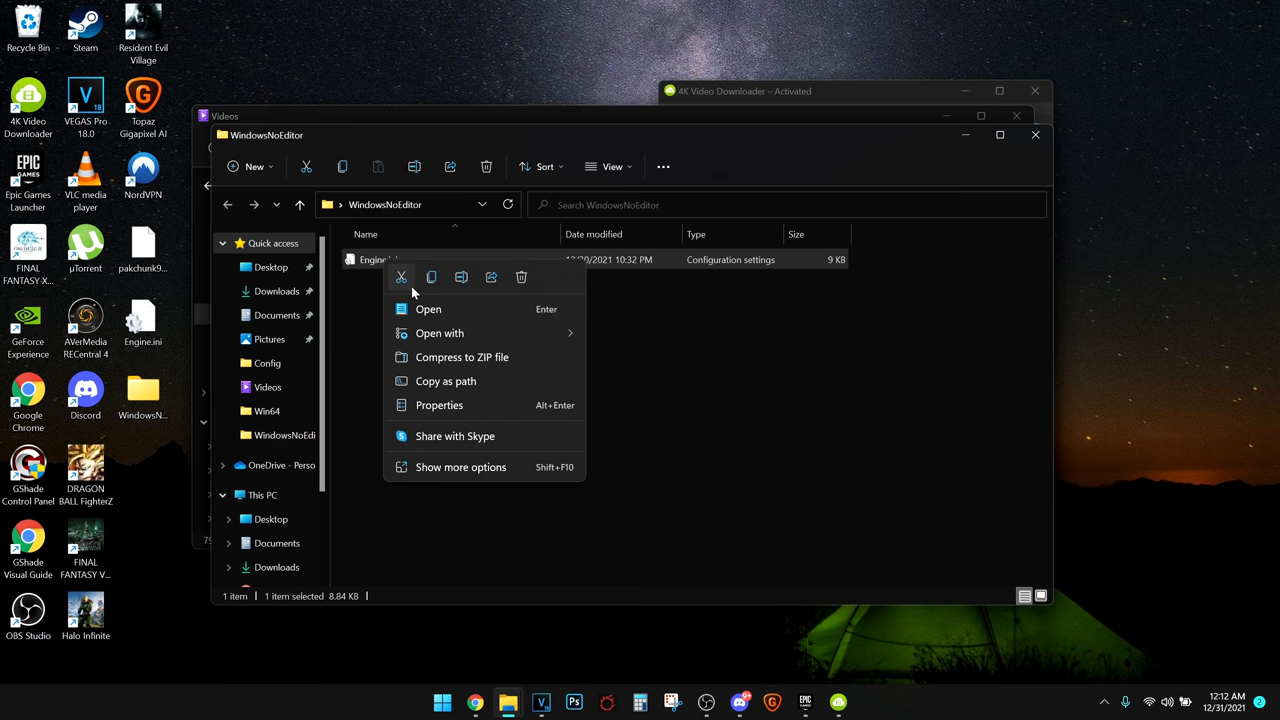 Recycle Bin
Steam
Resident Evil
Village
4K Video
Downloader
VEGAS Pro
18.0
Topaz
Gigapixel AI
Epic Games
Launcher
VLC media
player
NordVPN
FINAL
FANTASY X...
µTorrent
pakchunk9...
GeForce
Experience
AVerMedia
RECentral 4
Engine.ini
Google
Chrome
Discord
WindowsN...
GShade
Control Panel
DRAGON
BALL FighterZ
GShade
Visual Guide
FINAL
FANTASY V...
OBS Studio
Halo Infinite
4K Video Downloader – Activated
Videos
WindowsNoEditor
New
Sort
View
WindowsNoEditor
Search WindowsNoEditor
Name
Date modified
Type
Size
Configuration settings
9 KB
Quick access
Desktop
Downloads
Documents
Pictures
Config
Videos
Win64
WindowsNoEdi
OneDrive - Perso
This PC
Desktop
Documents
Downloads
Open
Enter
Open with
Compress to ZIP file
Copy as path
Properties
Alt+Enter
Share with Skype
Show more options
Shift+F10
1 item
1 item selected 8.84 KB
79
12:12 AM
12/31/2021
2
9+